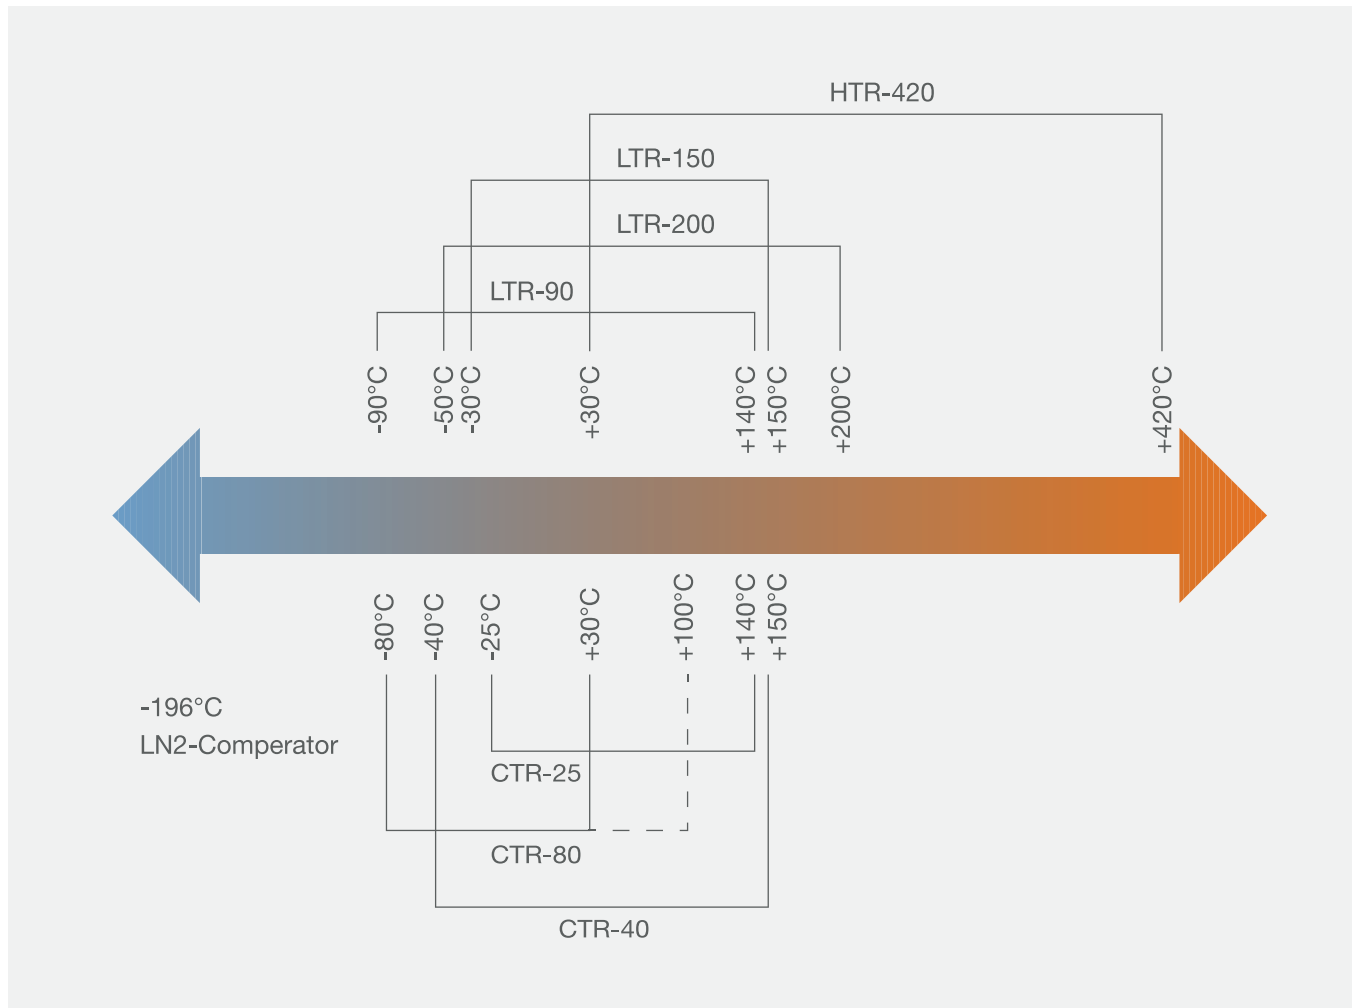 HTR-420
LTR-150
LTR-200
LTR-90
-90°C
-50°C
-30°C
+30°C
+140°C
+150°C
+200°C
+420°C
-80°C
-40°C
-25°C
+30°C
+100°C
+140°C
+150°C
-196°C
LN2-Comperator
CTR-25
CTR-80
CTR-40